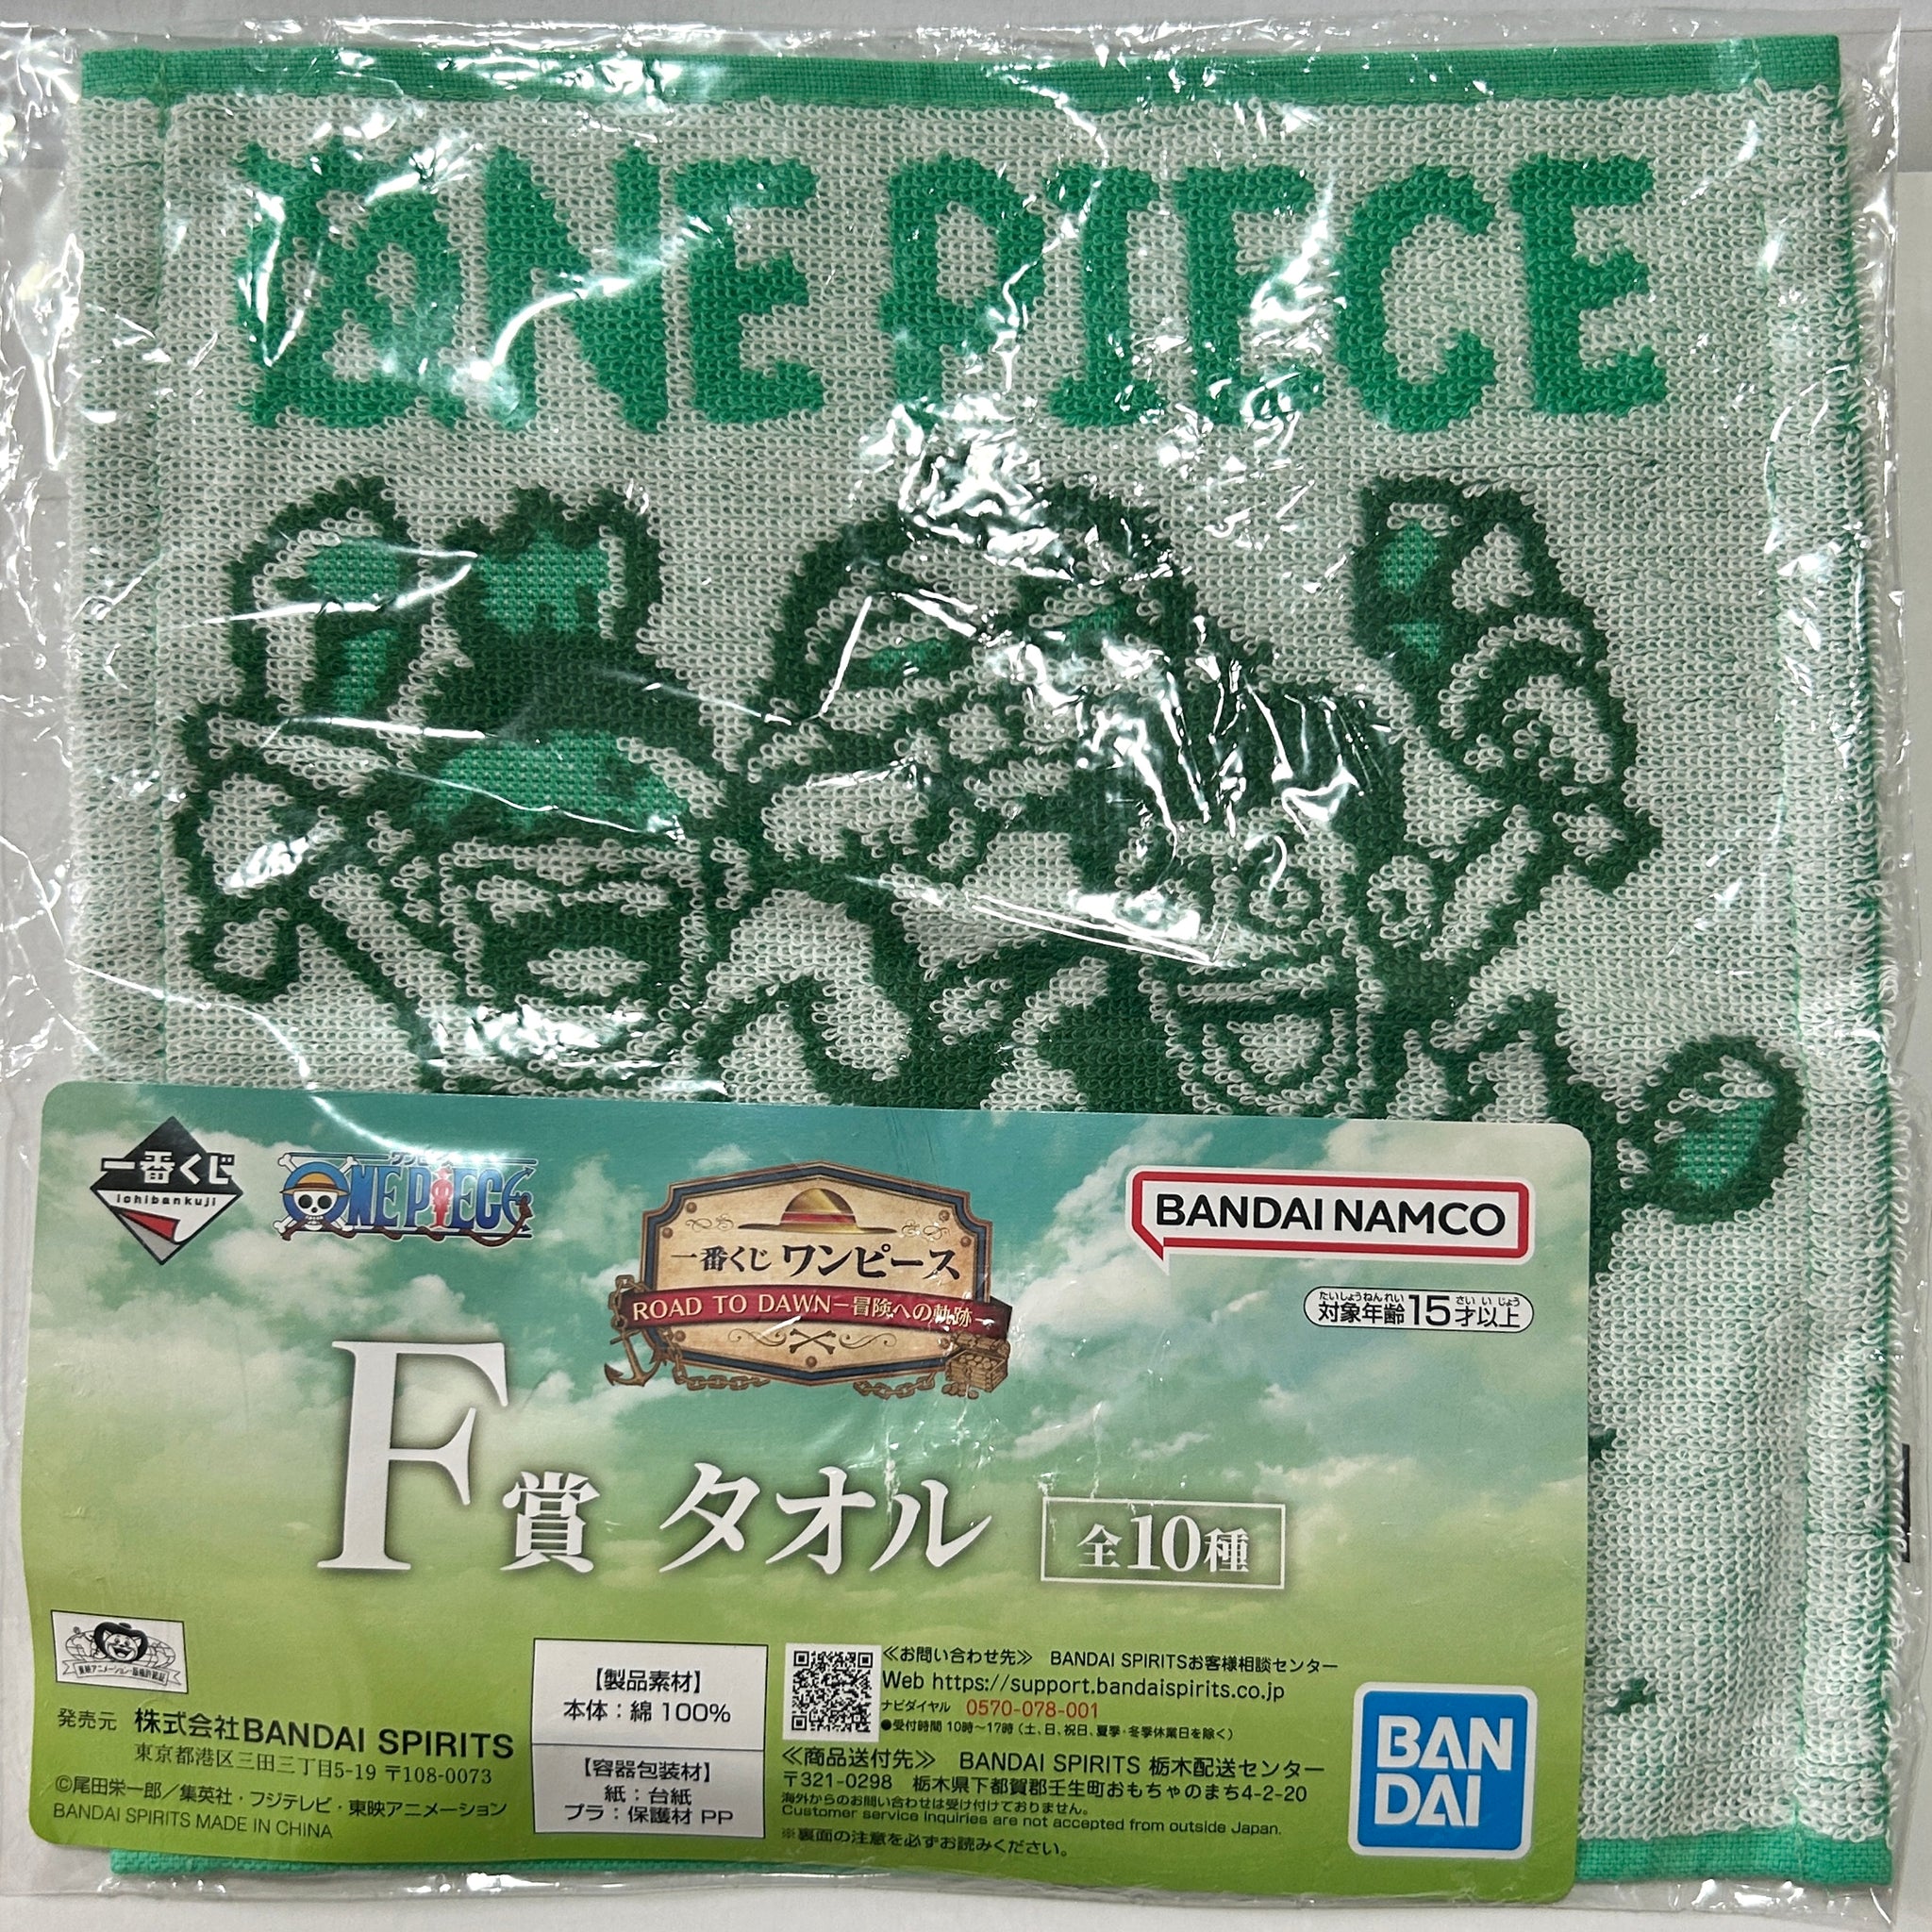 ONE PIECE
一番くじ
ichibankuji
ワンピース
ONE PIECE
一番くじ ワンピース
ROAD TO DAWN－冒険への軌跡－
BANDAI NAMCO
たいしょうねんれい さい いじょう
対象年齢15才以上
F賞 タオル 全10種
発売元 株式会社BANDAI SPIRITS
東京都港区三田三丁目5-19 〒108-0073
©尾田栄一郎／集英社・フジテレビ・東映アニメーション
BANDAI SPIRITS MADE IN CHINA
【製品素材】
本体：綿 100%
【容器包装材】
紙：台紙
プラ：保護材 PP
≪お問い合わせ先≫ BANDAI SPIRITSお客様相談センター
Web https://support.bandaispirits.co.jp
ナビダイヤル 0570-078-001
●受付時間 10時～17時（土、日、祝日、夏季・冬季休業日を除く）
≪商品送付先≫ BANDAI SPIRITS 栃木配送センター
〒321-0298 栃木県下都賀郡壬生町おもちゃのまち4-2-20
海外からのお問い合わせは受け付けておりません。
Customer service inquiries are not accepted from outside Japan.
※裏面の注意を必ずお読みください。
BAN
DAI